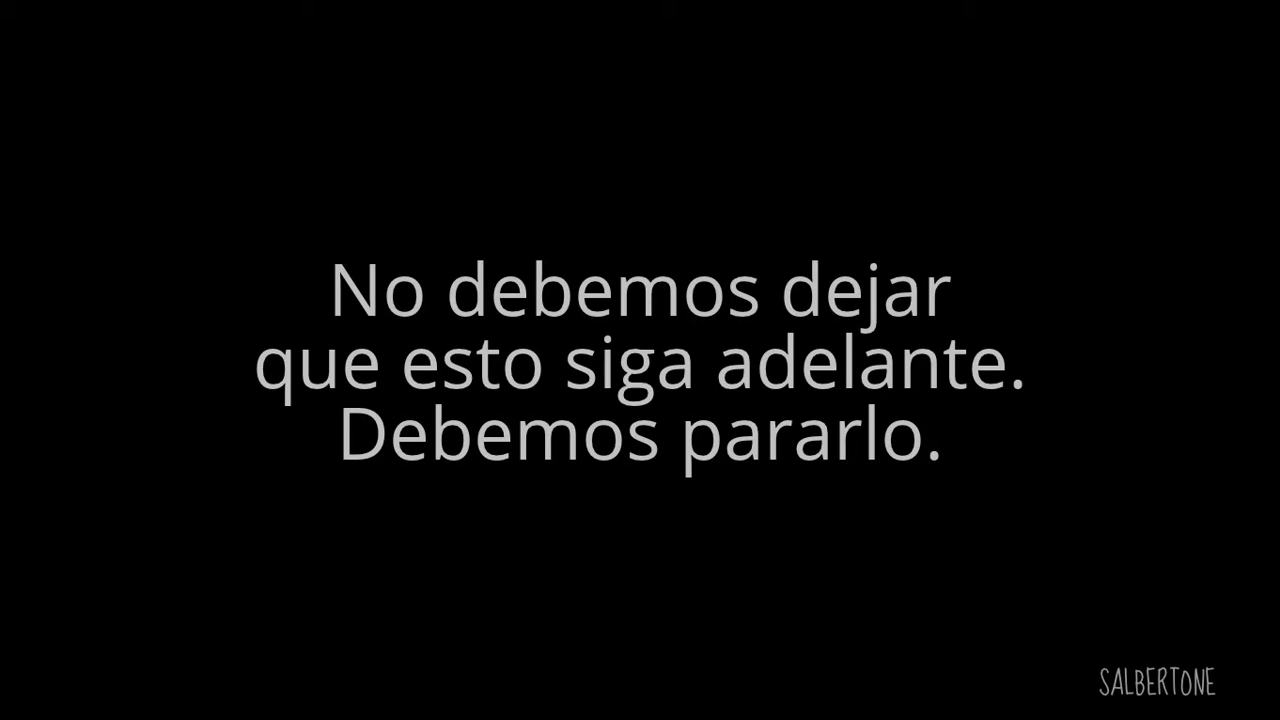 No debemos dejar
que esto siga adelante.
Debemos pararlo.
SALBERTONE